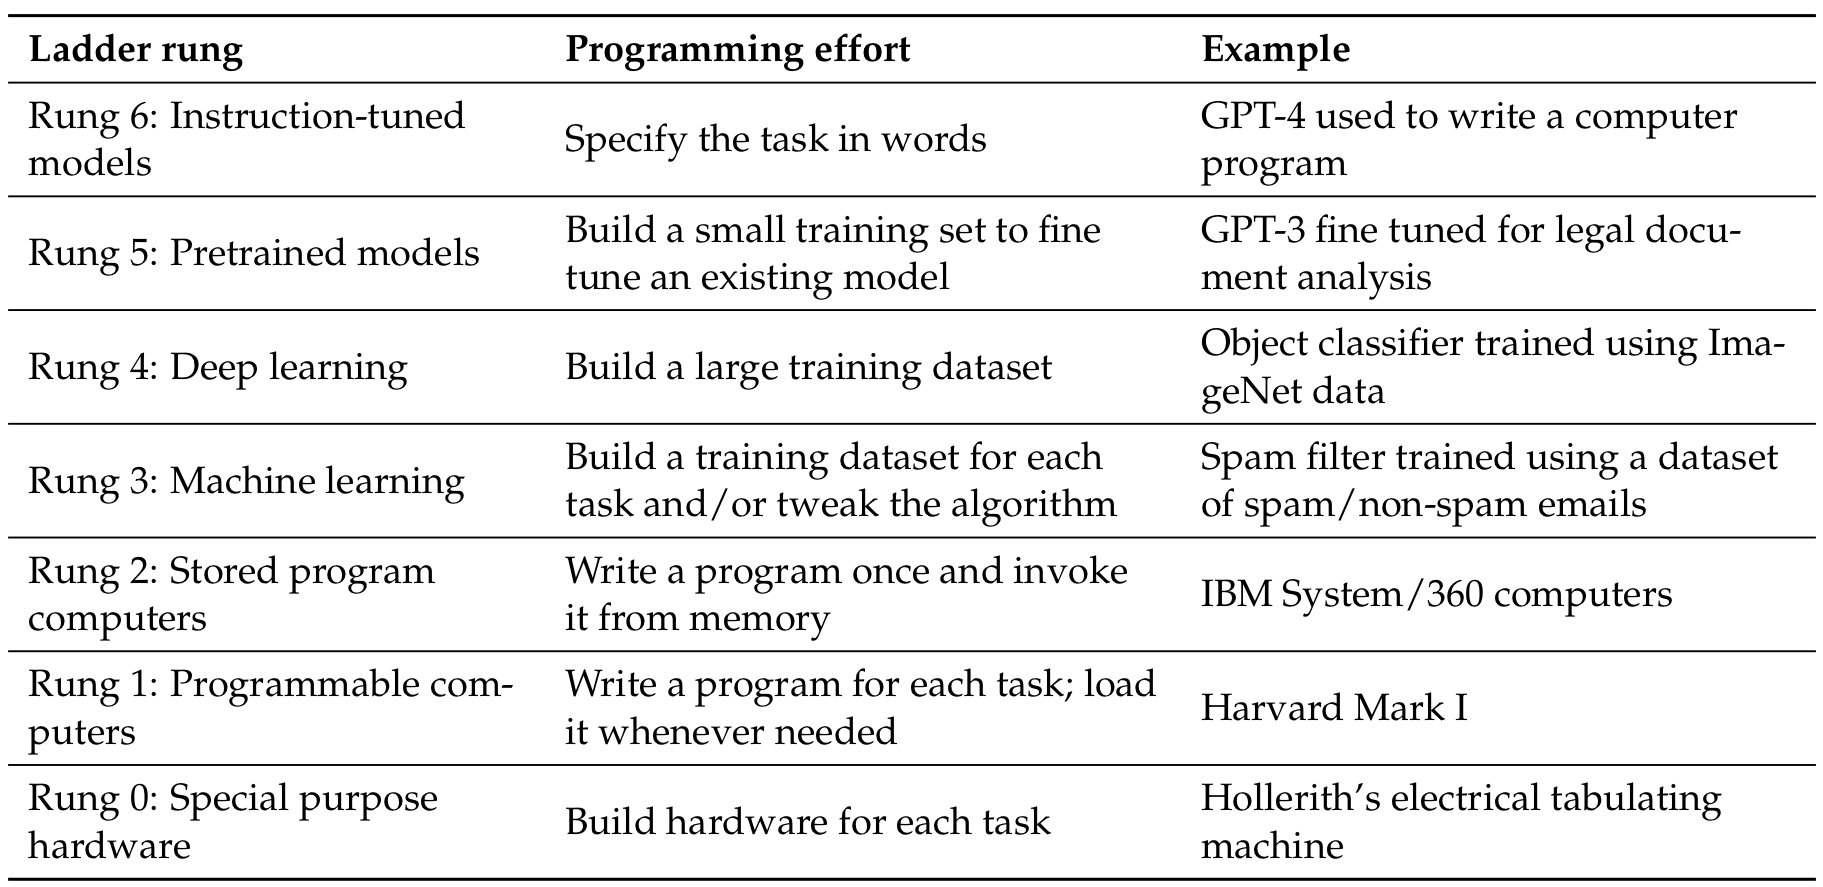 Ladder rung Programming effort Example
Rung 6: Instruction-tuned models Specify the task in words GPT-4 used to write a computer program
Rung 5: Pretrained models Build a small training set to fine tune an existing model GPT-3 fine tuned for legal docu-ment analysis
Rung 4: Deep learning Build a large training dataset Object classifier trained using Ima-geNet data
Rung 3: Machine learning Build a training dataset for each task and/or tweak the algorithm Spam filter trained using a dataset of spam/non-spam emails
Rung 2: Stored program computers Write a program once and invoke it from memory IBM System/360 computers
Rung 1: Programmable com-puters Write a program for each task; load it whenever needed Harvard Mark I
Rung 0: Special purpose hardware Build hardware for each task Hollerith's electrical tabulating machine